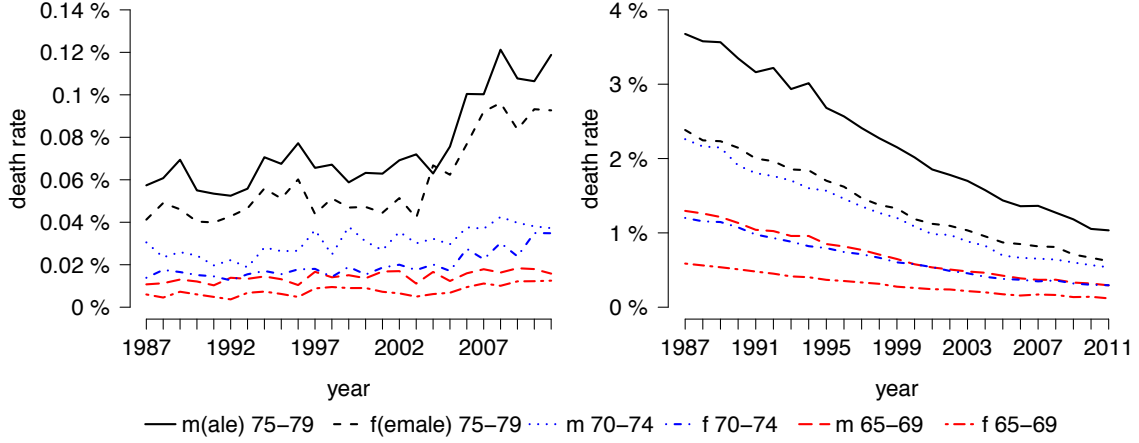 0.14 %
0.12 %
0.1 %
0.08 %
0.06 %
0.04 %
0.02 %
0 %
death rate
1987 1992 1997 2002 2007
year
4 %
3 %
2 %
1 %
0 %
death rate
1987 1991 1995 1999 2003 2007 2011
year
m(ale) 75−79 f(emale) 75−79 m 70−74 f 70−74 m 65−69 f 65−69